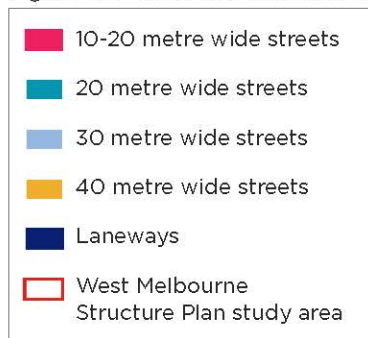 10-20 metre wide streets
20 metre wide streets
30 metre wide streets
40 metre wide streets
Laneways
West Melbourne
Structure Plan study area